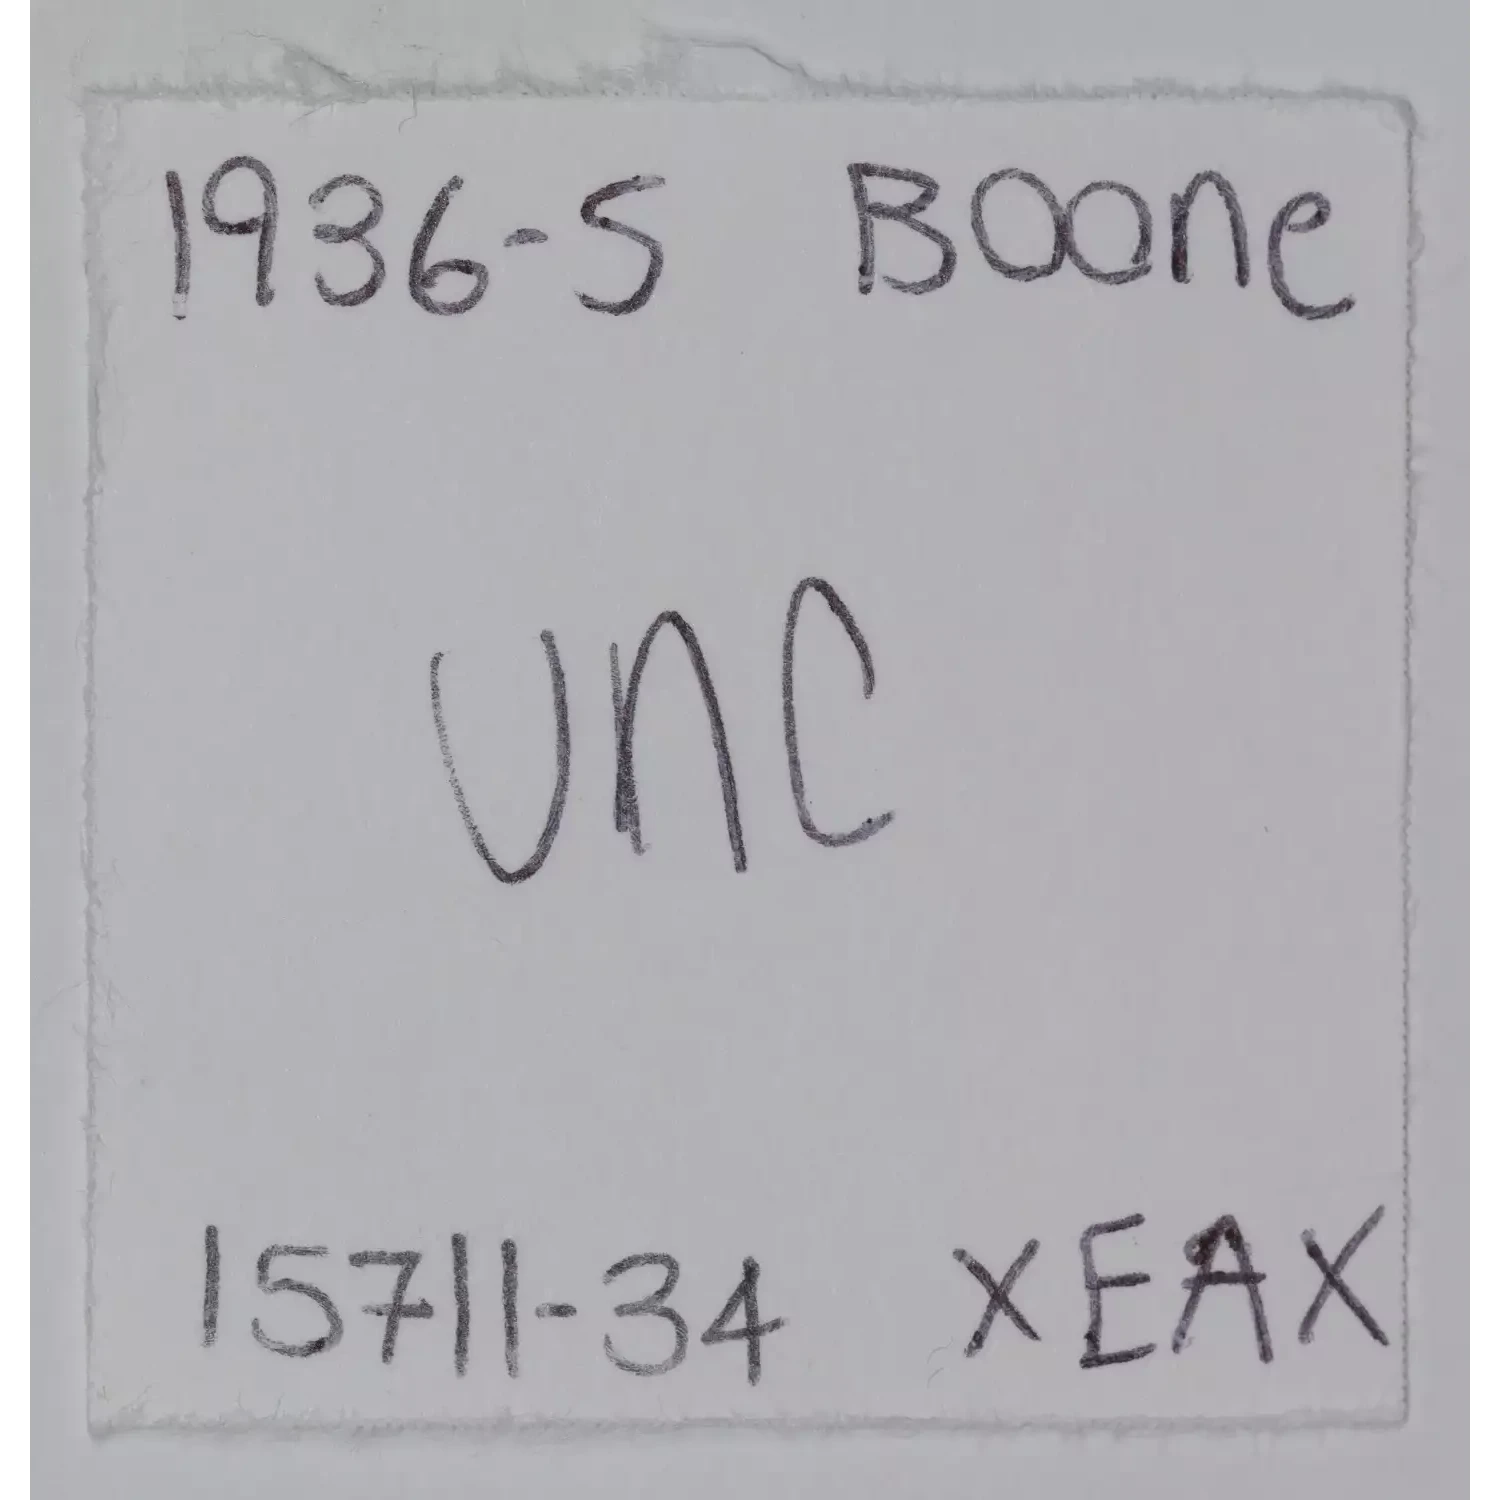 1936-S Boone
UNC
15711-34 XEAX